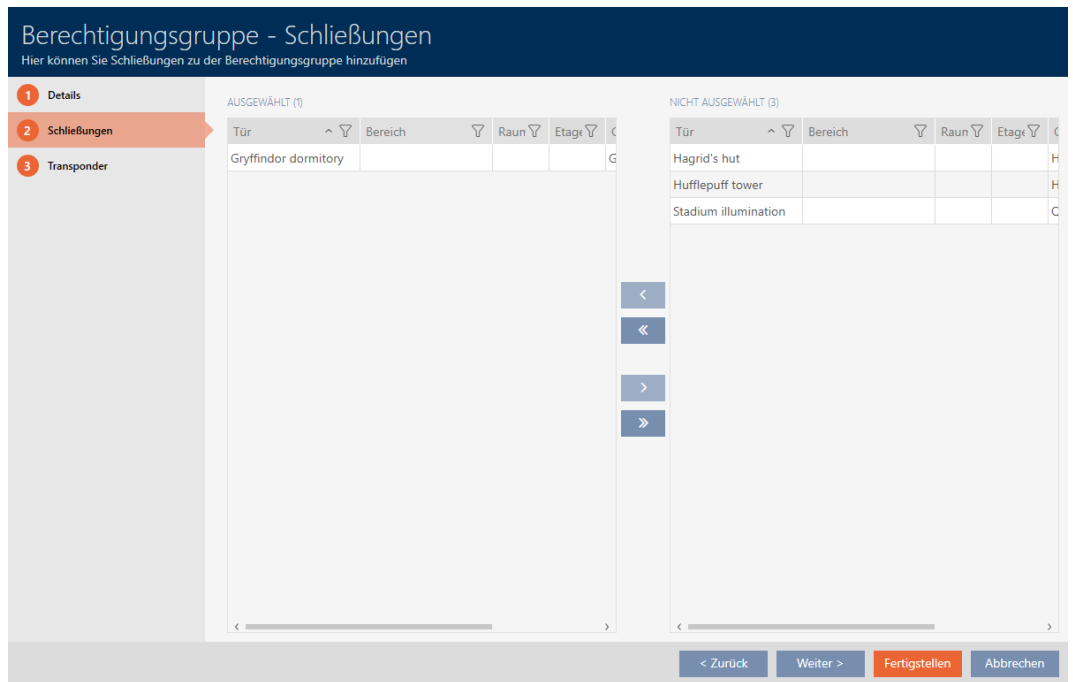 Berechtigungsgruppe - Schließungen
Hier können Sie Schließungen zu der Berechtigungsgruppe hinzufügen
1 Details
2 Schließungen
3 Transponder
AUSGEWÄHLT (1)
Tür Bereich Raum Etage
Gryffindor dormitory G
NICHT AUSGEWÄHLT (3)
Tür Bereich Raum Etage
Hagrid's hut H
Hufflepuff tower H
Stadium illumination
< Zurück Weiter > Fertigstellen Abbrechen